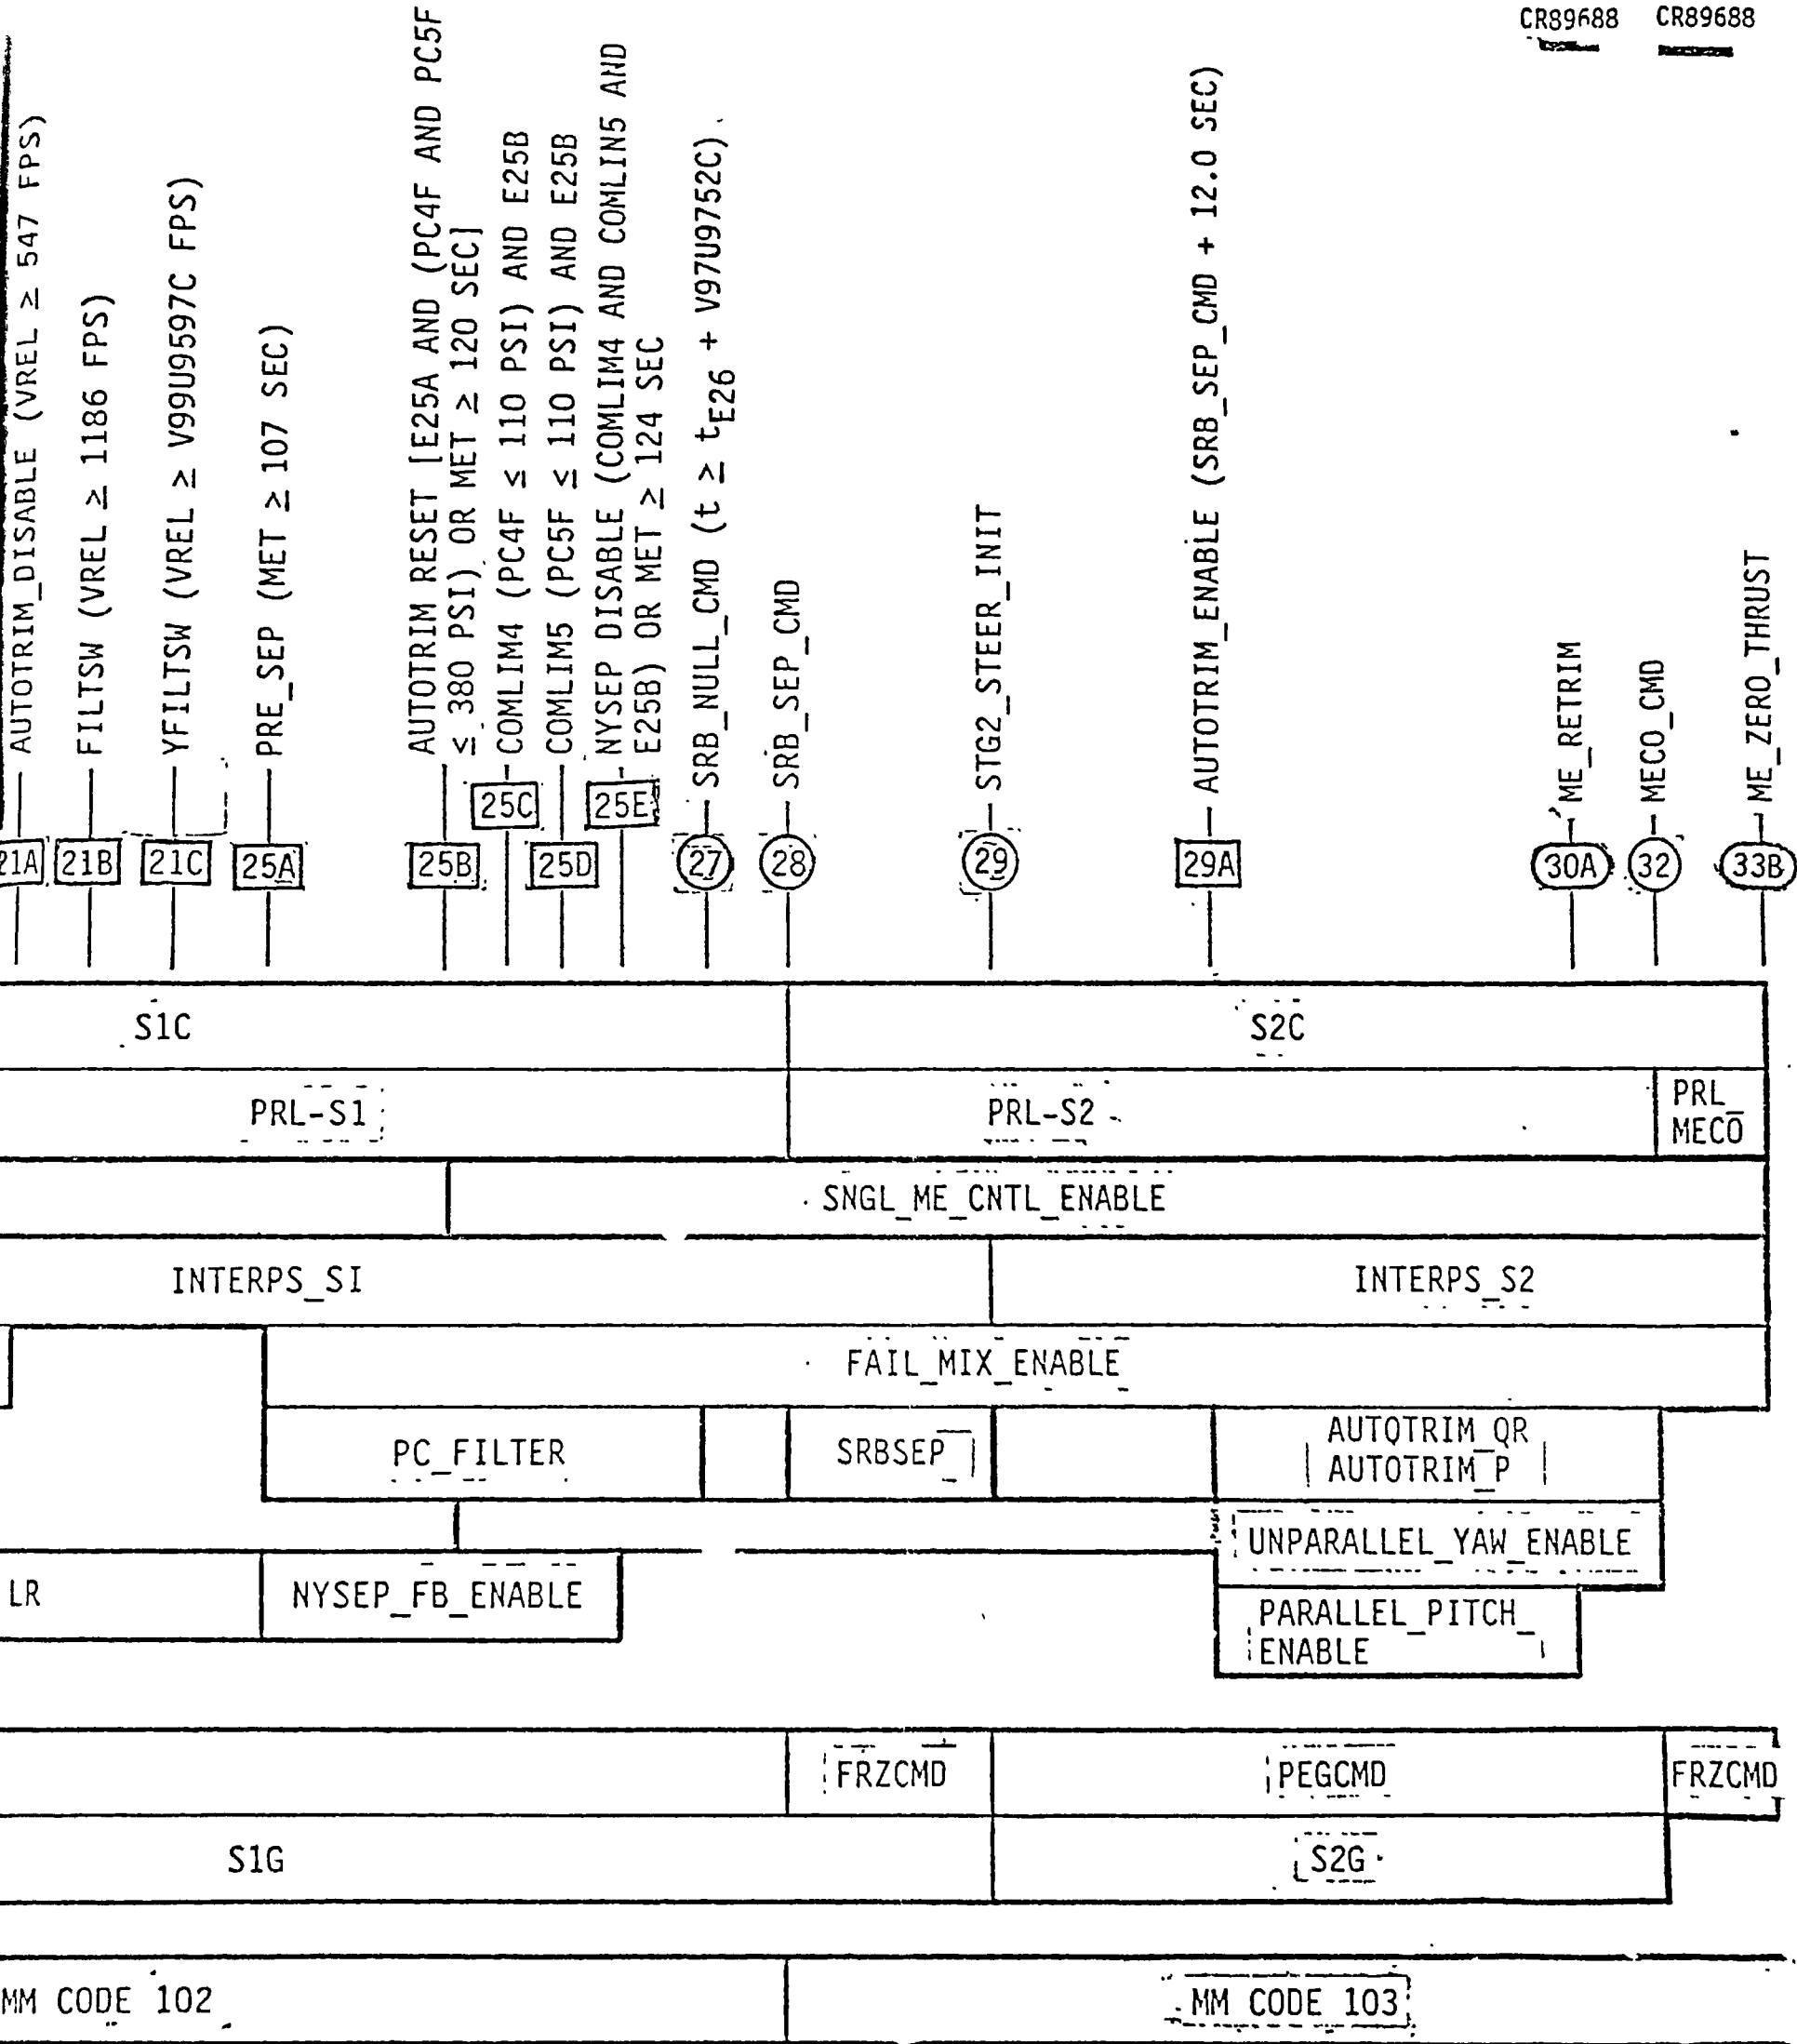 CR89688 CR89688
AUTOTRIM_DISABLE (VREL ≥ 547 FPS)
FILTSW (VREL ≥ 1186 FPS)
YFILTSW (VREL ≥ V99U9597C FPS)
PRE_SEP (MET ≥ 107 SEC)
AUTOTRIM RESET [E25A AND (PC4F AND PC5F
≤ 380 PSI) OR MET ≥ 120 SEC]
COMLIM4 (PC4F ≤ 110 PSI) AND E25B
COMLIM5 (PC5F ≤ 110 PSI) AND E25B
NYSEP DISABLE (COMLIM4 AND COMLIN5 AND
E25B) OR MET ≥ 124 SEC
SRB_NULL_CMD (t ≥ tE26 + V97U9752C)
SRB_SEP_CMD
STG2_STEER_INIT
AUTOTRIM_ENABLE (SRB_SEP_CMD + 12.0 SEC)
ME_RETRIM
MECO_CMD
ME_ZERO_THRUST
25C 25E
21A 21B 21C 25A 25B 25D 27 28 29 29A 30A 32 33B
S1C S2C
PRL-S1 PRL-S2 PRL_
MECO
SNGL_ME_CNTL_ENABLE
INTERPS_SI INTERPS_S2
FAIL_MIX_ENABLE
PC_FILTER SRBSEP AUTOTRIM_QR
AUTOTRIM_P
UNPARALLEL_YAW_ENABLE
LR NYSEP_FB_ENABLE PARALLEL_PITCH_
ENABLE
FRZCMD PEGCMD FRZCMD
S1G S2G
MM CODE 102 MM CODE 103